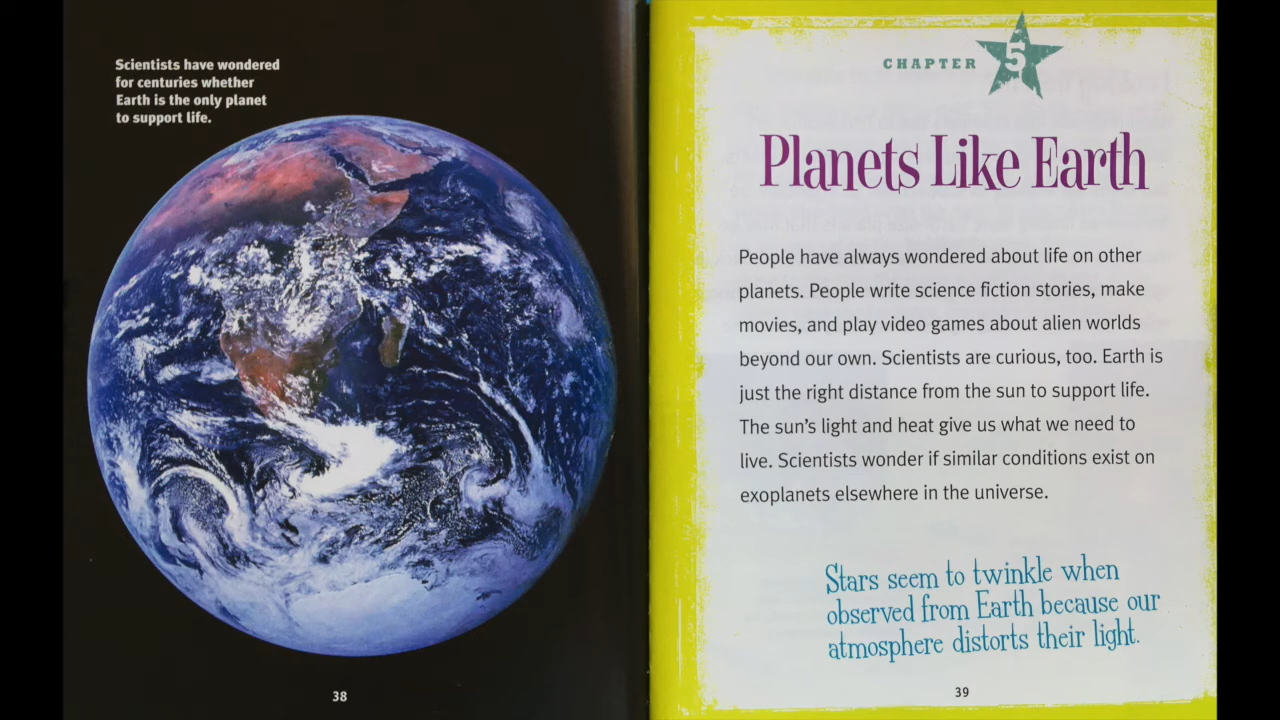 Scientists have wondered
for centuries whether
Earth is the only planet
to support life.
38
CHAPTER 5
Planets Like Earth
People have always wondered about life on other
planets. People write science fiction stories, make
movies, and play video games about alien worlds
beyond our own. Scientists are curious, too. Earth is
just the right distance from the sun to support life.
The sun's light and heat give us what we need to
live. Scientists wonder if similar conditions exist on
exoplanets elsewhere in the universe.
Stars seem to twinkle when
observed from Earth because our
atmosphere distorts their light.
39